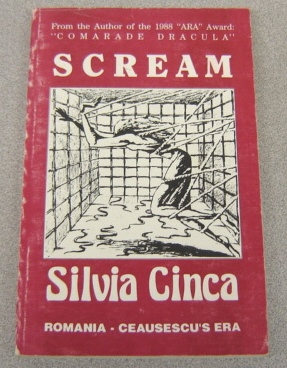 From the Author of the 1988 "ARA" Award:
"COMARADE DRACULA"
SCREAM
Silvia Cinca
ROMANIA - CEAUSESCU'S ERA